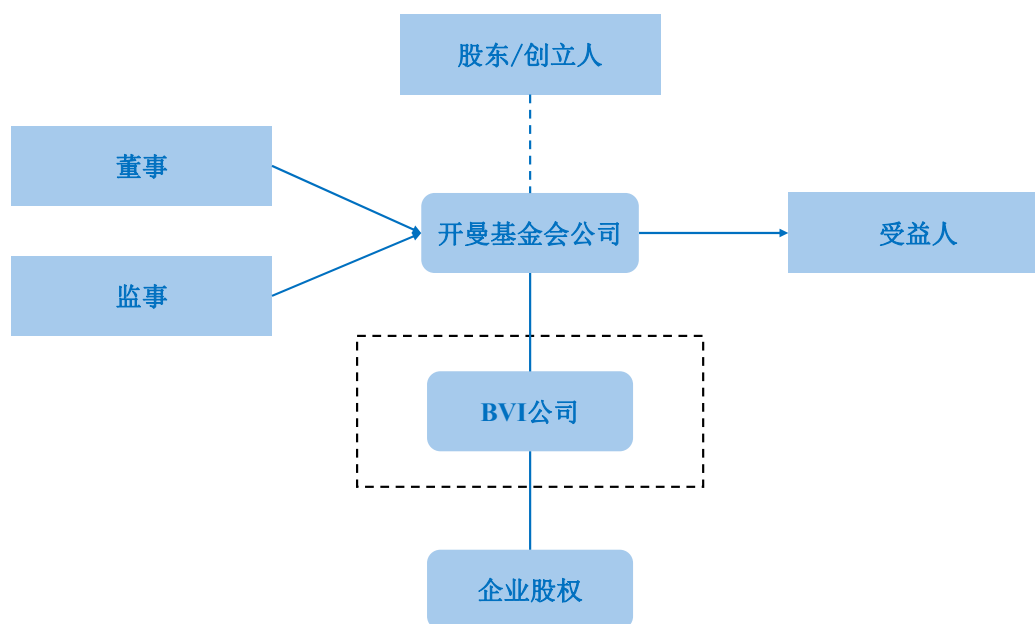 股东/创立人
董事
开曼基金会公司
受益人
监事
BVI公司
企业股权